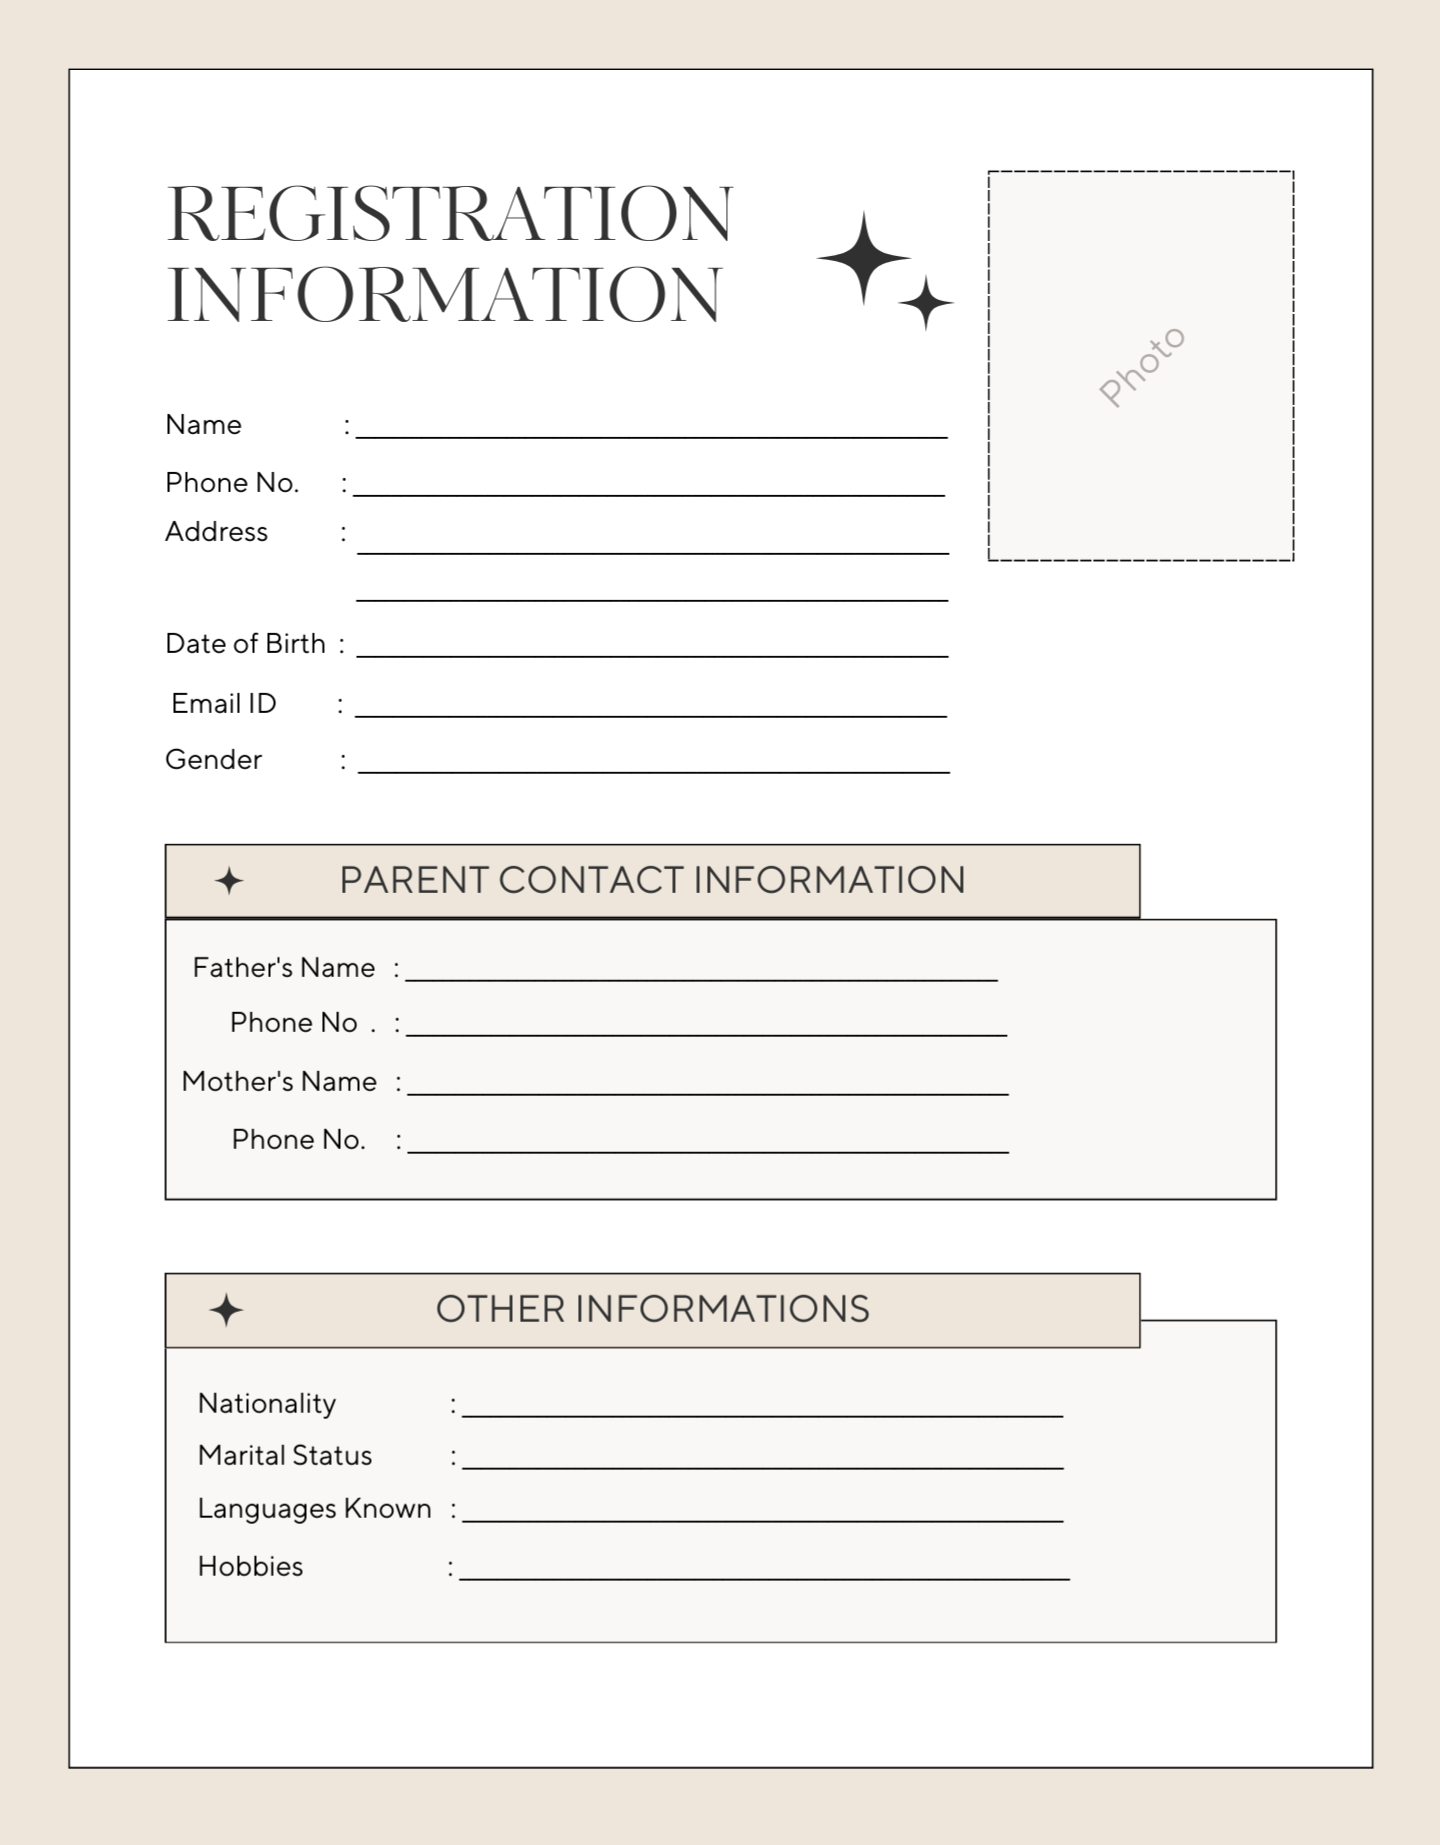 REGISTRATION
INFORMATION
Photo
Name :
Phone No. :
Address :
Date of Birth :
Email ID :
Gender :
PARENT CONTACT INFORMATION
Father's Name :
Phone No . :
Mother's Name :
Phone No. :
OTHER INFORMATIONS
Nationality :
Marital Status :
Languages Known :
Hobbies :